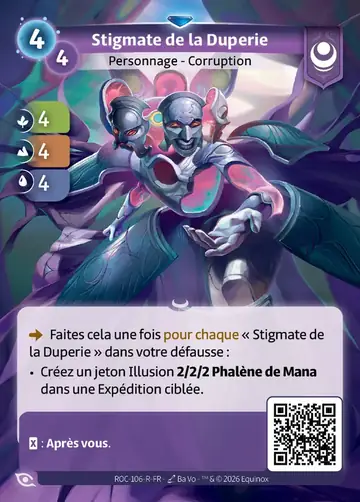 4
4
Stigmate de la Duperie
Personnage - Corruption
4
4
4
Faites cela une fois pour chaque « Stigmate de
la Duperie » dans votre défausse :
• Créez un jeton Illusion 2/2/2 Phalène de Mana
dans une Expédition ciblée.
X : Après vous.
ROC-106-R-FR - Ba Vo - ™ & © 2026 Equinox